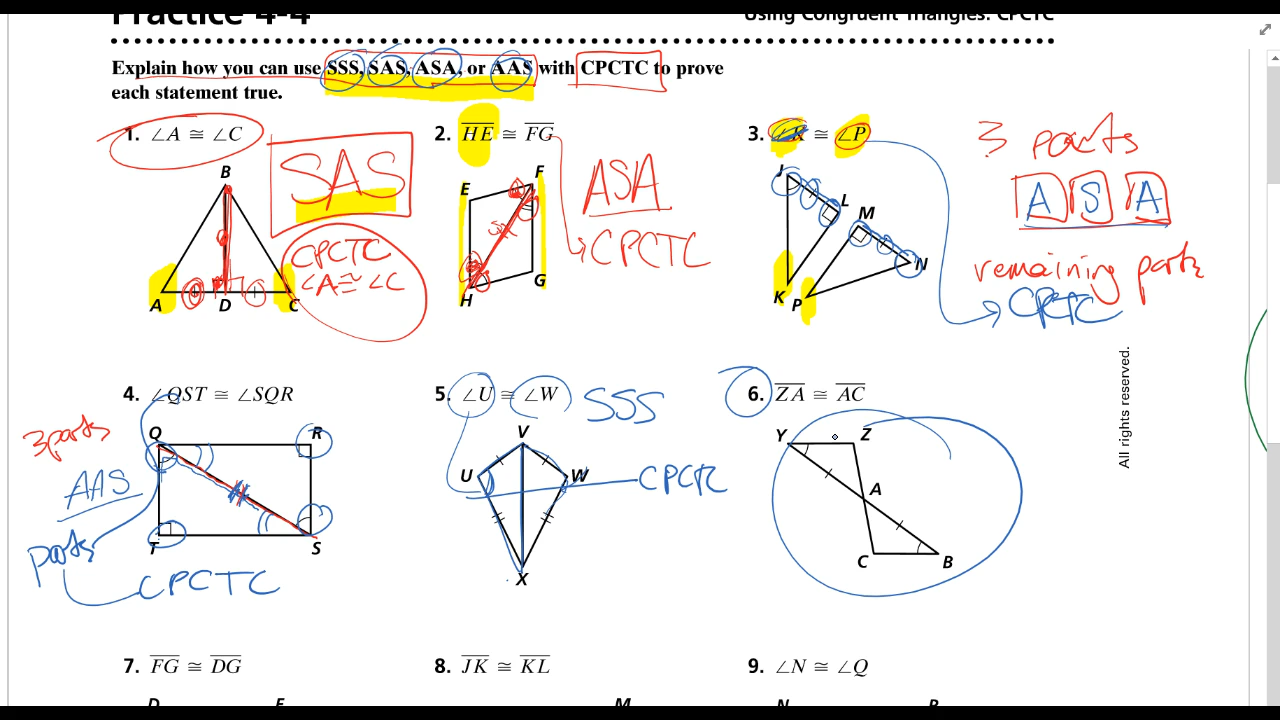 Practice 4-4
Using Congruent Triangles: CPCTC
Explain how you can use SSS, SAS, ASA, or AAS with CPCTC to prove
each statement true.
1. ∠A ≅ ∠C
SAS
B
A
D
C
CPCTC
∠A ≅ ∠C
2. HE ≅ FG
ASA
CPCTC
E
F
H
G
3. ∠K ≅ ∠P
J
L
M
N
K
P
3 parts
A S A
remaining parts
→ CPCTC
4. ∠QST ≅ ∠SQR
3 parts
AAS
parts
CPCTC
Q
R
T
S
5. ∠U ≅ ∠W
SSS
V
U
W
X
CPCTC
6. ZA ≅ AC
Y
Z
A
C
B
All rights reserved.
7. FG ≅ DG
8. JK ≅ KL
9. ∠N ≅ ∠Q